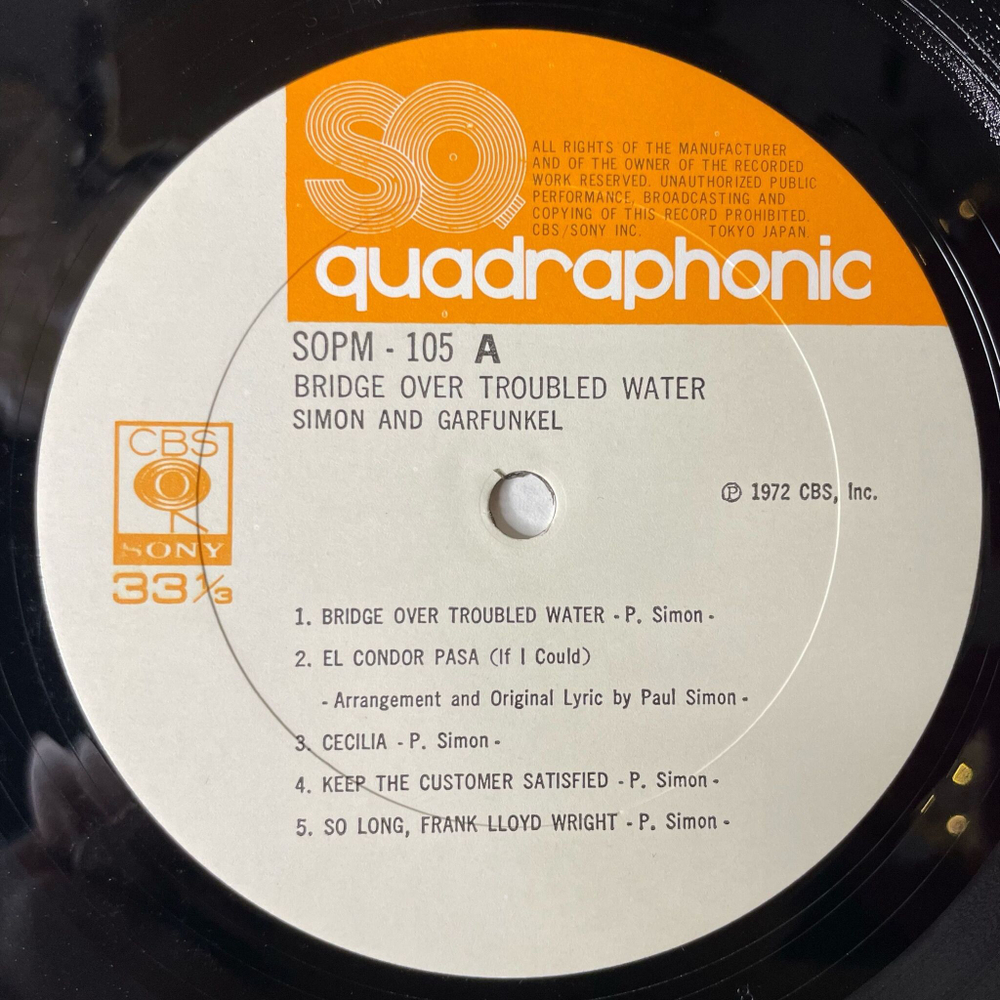 SQ
ALL RIGHTS OF THE MANUFACTURER
AND OF THE OWNER OF THE RECORDED
WORK RESERVED. UNAUTHORIZED PUBLIC
PERFORMANCE, BROADCASTING AND
COPYING OF THIS RECORD PROHIBITED.
CBS/SONY INC. TOKYO JAPAN.
quadraphonic
SOPM - 105 A
BRIDGE OVER TROUBLED WATER
SIMON AND GARFUNKEL
CBS
SONY
33 1/3
Ⓟ 1972 CBS, Inc.
1. BRIDGE OVER TROUBLED WATER - P. Simon -
2. EL CONDOR PASA (If I Could)
- Arrangement and Original Lyric by Paul Simon -
3. CECILIA - P. Simon -
4. KEEP THE CUSTOMER SATISFIED - P. Simon -
5. SO LONG, FRANK LLOYD WRIGHT - P. Simon -